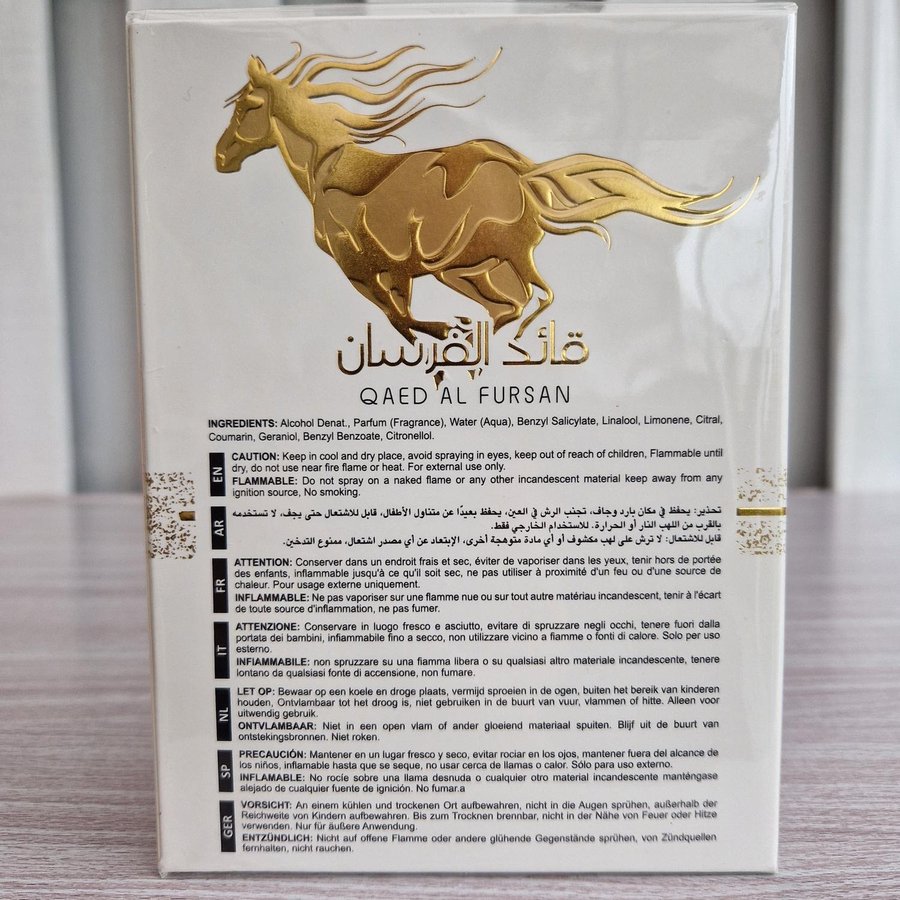 قائد الفرسان
QAED AL FURSAN
INGREDIENTS: Alcohol Denat., Parfum (Fragrance), Water (Aqua), Benzyl Salicylate, Linalool, Limonene, Citral,
Coumarin, Geraniol, Benzyl Benzoate, Citronellol.
EN
CAUTION: Keep in cool and dry place, avoid spraying in eyes, keep out of reach of children, Flammable until
dry, do not use near fire flame or heat. For external use only.
FLAMMABLE: Do not spray on a naked flame or any other incandescent material keep away from any
ignition source, No smoking.
AR
تحذير: يحفظ في مكان بارد وجاف، تجنب الرش في العين، يحفظ بعيدًا عن متناول الأطفال، قابل للاشتعال حتى يجف، لا تستخدمه
بالقرب من اللهب النار أو الحرارة. للاستخدام الخارجي فقط.
قابل للاشتعال: لا ترش على لهب مكشوف أو أي مادة متوهجة أخرى، الإبتعاد عن أي مصدر اشتعال، ممنوع التدخين.
FR
ATTENTION: Conserver dans un endroit frais et sec, éviter de vaporiser dans les yeux, tenir hors de portée
des enfants, inflammable jusqu'à ce qu'il soit sec, ne pas utiliser à proximité d'un feu ou d'une source de
chaleur. Pour usage externe uniquement.
INFLAMMABLE: Ne pas vaporiser sur une flamme nue ou sur tout autre matériau incandescent, tenir à l'écart
de toute source d'inflammation, ne pas fumer.
IT
ATTENZIONE: Conservare in luogo fresco e asciutto, evitare di spruzzare negli occhi, tenere fuori dalla
portata dei bambini, infiammabile fino a secco, non utilizzare vicino a fiamme o fonti di calore. Solo per uso
esterno.
INFIAMMABILE: non spruzzare su una fiamma libera o su qualsiasi altro materiale incandescente, tenere
lontano da qualsiasi fonte di accensione, non fumare.
NL
LET OP: Bewaar op een koele en droge plaats, vermijd sproeien in de ogen, buiten het bereik van kinderen
houden, Ontvlambaar tot het droog is, niet gebruiken in de buurt van vuur, vlammen of hitte. Alleen voor
uitwendig gebruik.
ONTVLAMBAAR: Niet in een open vlam of ander gloeiend materiaal spuiten. Blijf uit de buurt van
ontstekingsbronnen. Niet roken.
SP
PRECAUCIÓN: Mantener en un lugar fresco y seco, evitar rociar en los ojos, mantener fuera del alcance de
los niños, inflamable hasta que se seque, no usar cerca de llamas o calor. Sólo para uso externo.
INFLAMABLE: No rocíe sobre una llama desnuda o cualquier otro material incandescente manténgase
alejado de cualquier fuente de ignición. No fumar.a
GER
VORSICHT: An einem kühlen und trockenen Ort aufbewahren, nicht in die Augen sprühen, außerhalb der
Reichweite von Kindern aufbewahren. Bis zum Trocknen brennbar, nicht in der Nähe von Feuer oder Hitze
verwenden. Nur für äußere Anwendung.
ENTZÜNDLICH: Nicht auf offene Flamme oder andere glühende Gegenstände sprühen, von Zündquellen
fernhalten, nicht rauchen.